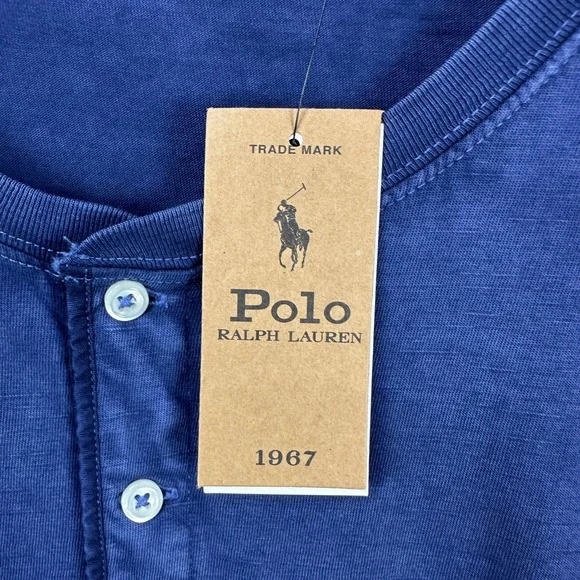 TRADE MARK
Polo
RALPH LAUREN
1967